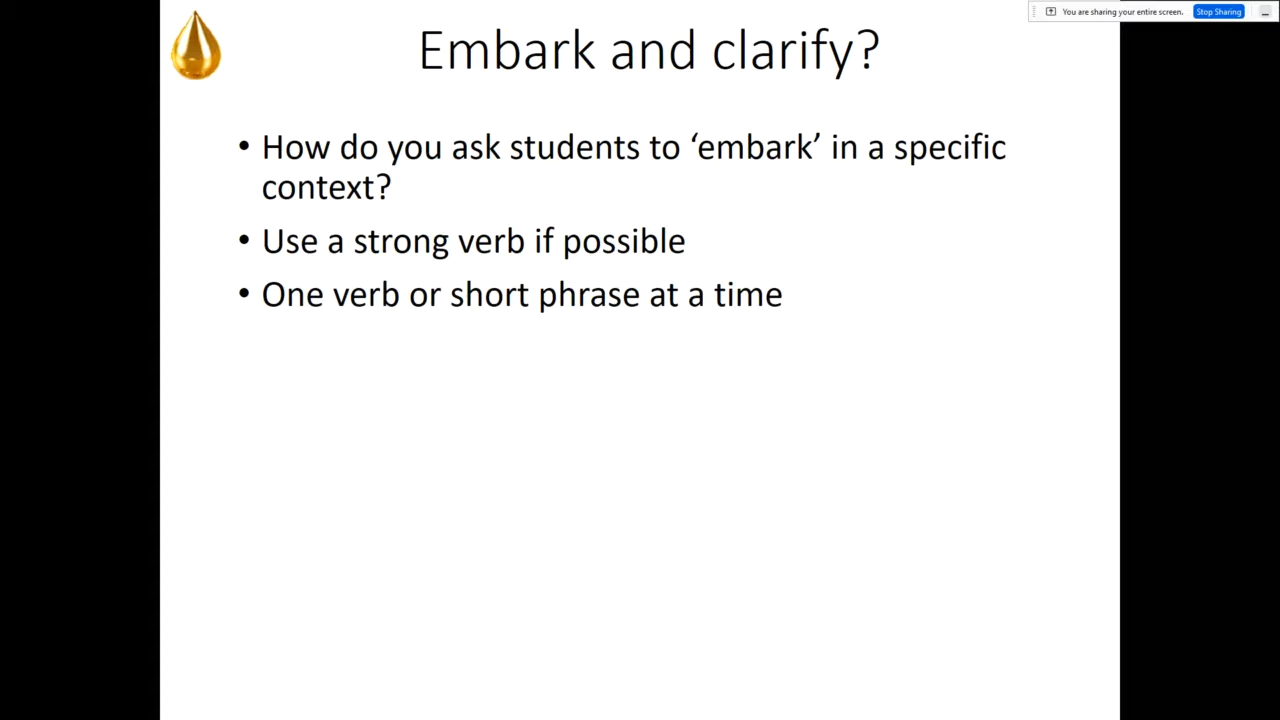 You are sharing your entire screen. Stop Sharing
Embark and clarify?
• How do you ask students to ‘embark’ in a specific
context?
• Use a strong verb if possible
• One verb or short phrase at a time